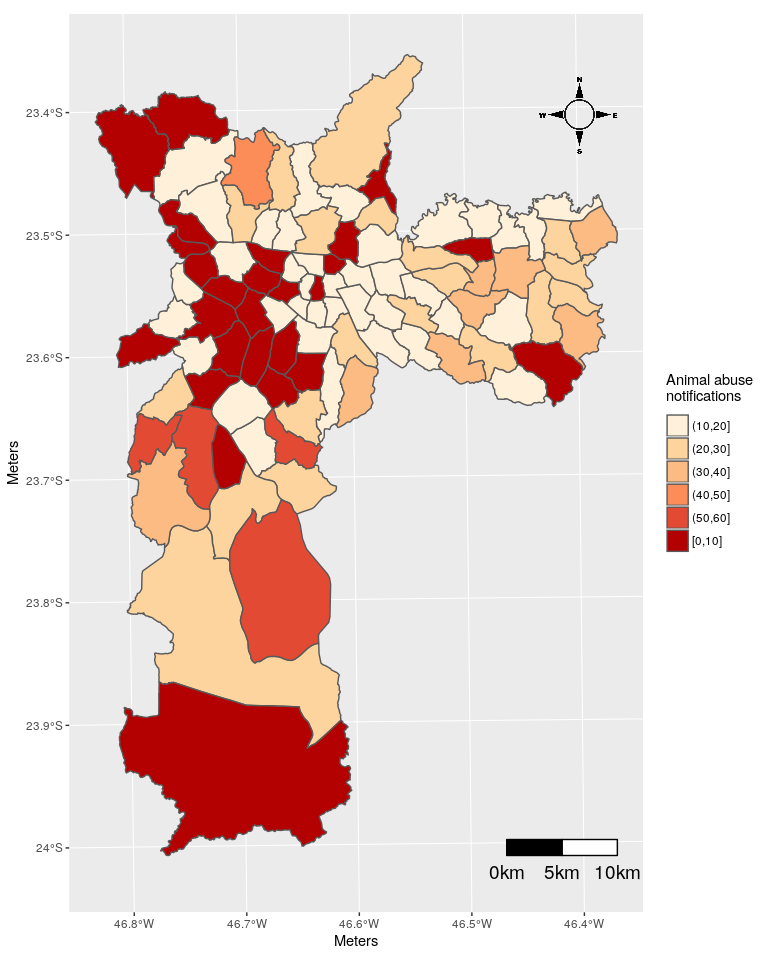 N
W E
S
23.4°S
23.5°S
23.6°S
23.7°S
23.8°S
23.9°S
24°S
Meters
Animal abuse
notifications
(10,20]
(20,30]
(30,40]
(40,50]
(50,60]
[0,10]
0km 5km 10km
46.8°W 46.7°W 46.6°W 46.5°W 46.4°W
Meters